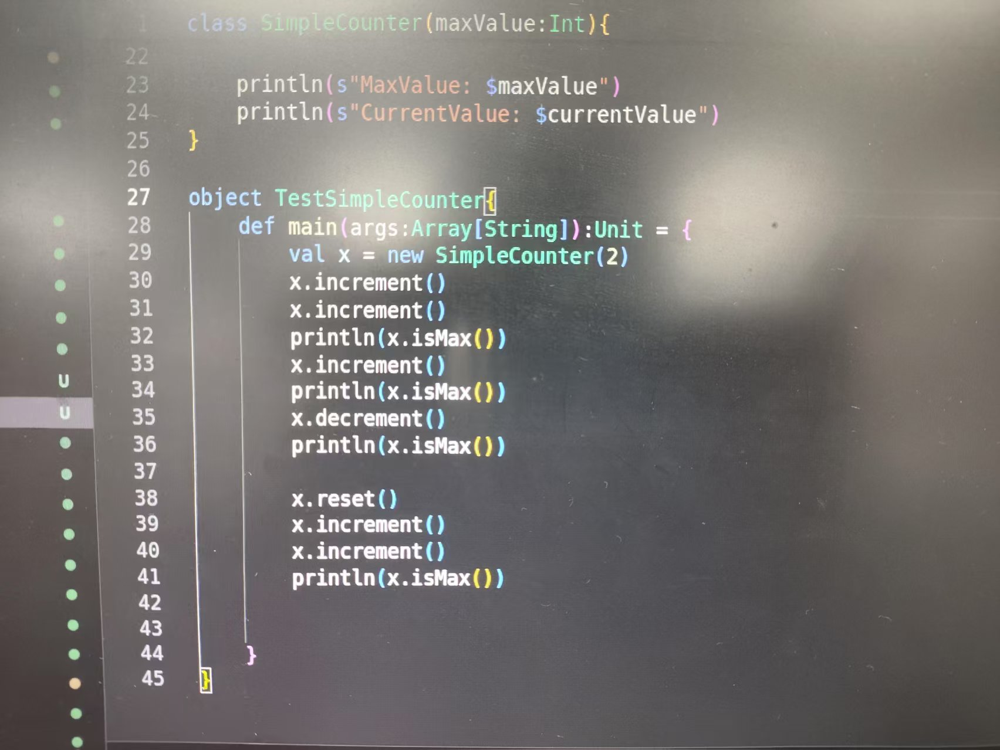 1 class SimpleCounter(maxValue:Int){
22
23 println(s"MaxValue: $maxValue")
24 println(s"CurrentValue: $currentValue")
25 }
26
27 object TestSimpleCounter{
28 def main(args:Array[String]):Unit = {
29 val x = new SimpleCounter(2)
30 x.increment()
31 x.increment()
32 println(x.isMax())
33 x.increment()
U
34 println(x.isMax())
U
35 x.decrement()
36 println(x.isMax())
37
38 x.reset()
39 x.increment()
40 x.increment()
41 println(x.isMax())
42
43
44 }
45 }